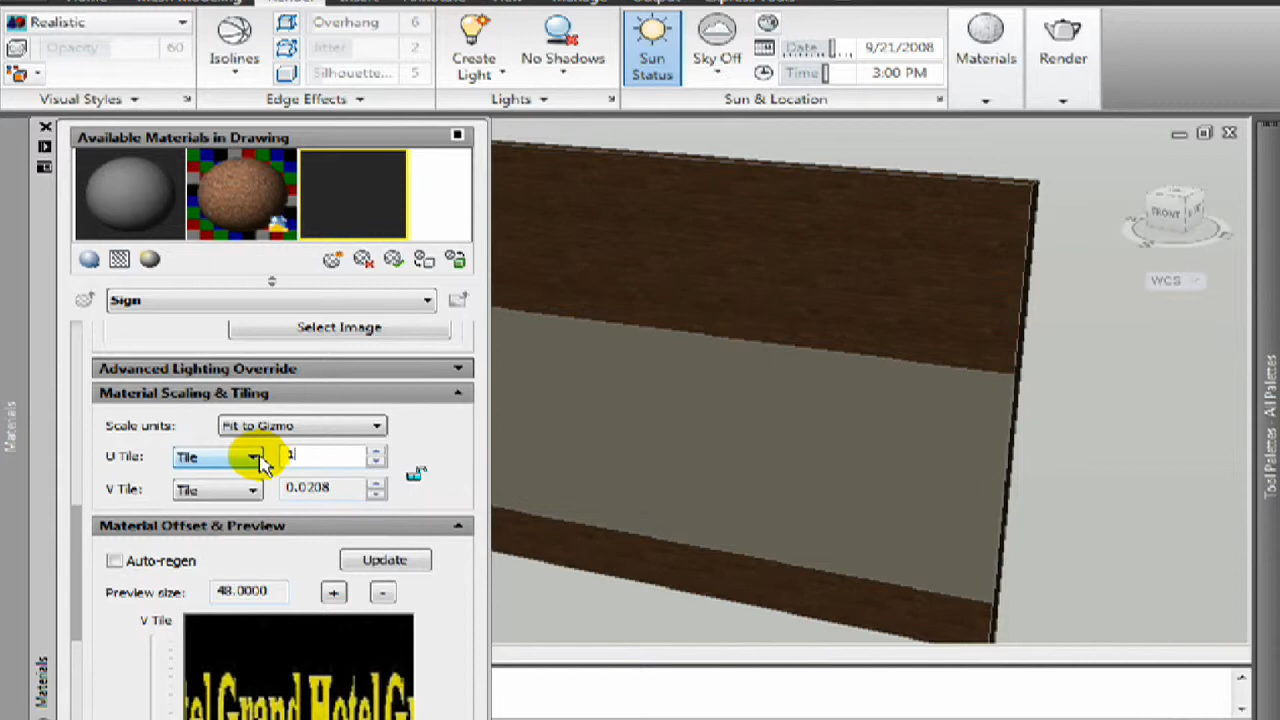 Realistic
Overhang 6
Opacity 60
Jitter 2
Silhouette... 5
Isolines
Create Light
No Shadows
Sun Status
Sky Off
Date 9/21/2008
Time 3:00 PM
Materials
Render
Visual Styles
Edge Effects
Lights
Sun & Location
Available Materials in Drawing
FRONT
WCS
Sign
Select Image
Advanced Lighting Override
Material Scaling & Tiling
Scale units: Fit to Gizmo
U Tile: Tile 1
V Tile: Tile 0.0208
Material Offset & Preview
Auto-regen Update
Preview size: 48.0000 + -
V Tile
tel Grand Hotel Gr
Materials
Materials
Tool Palettes - All Palettes